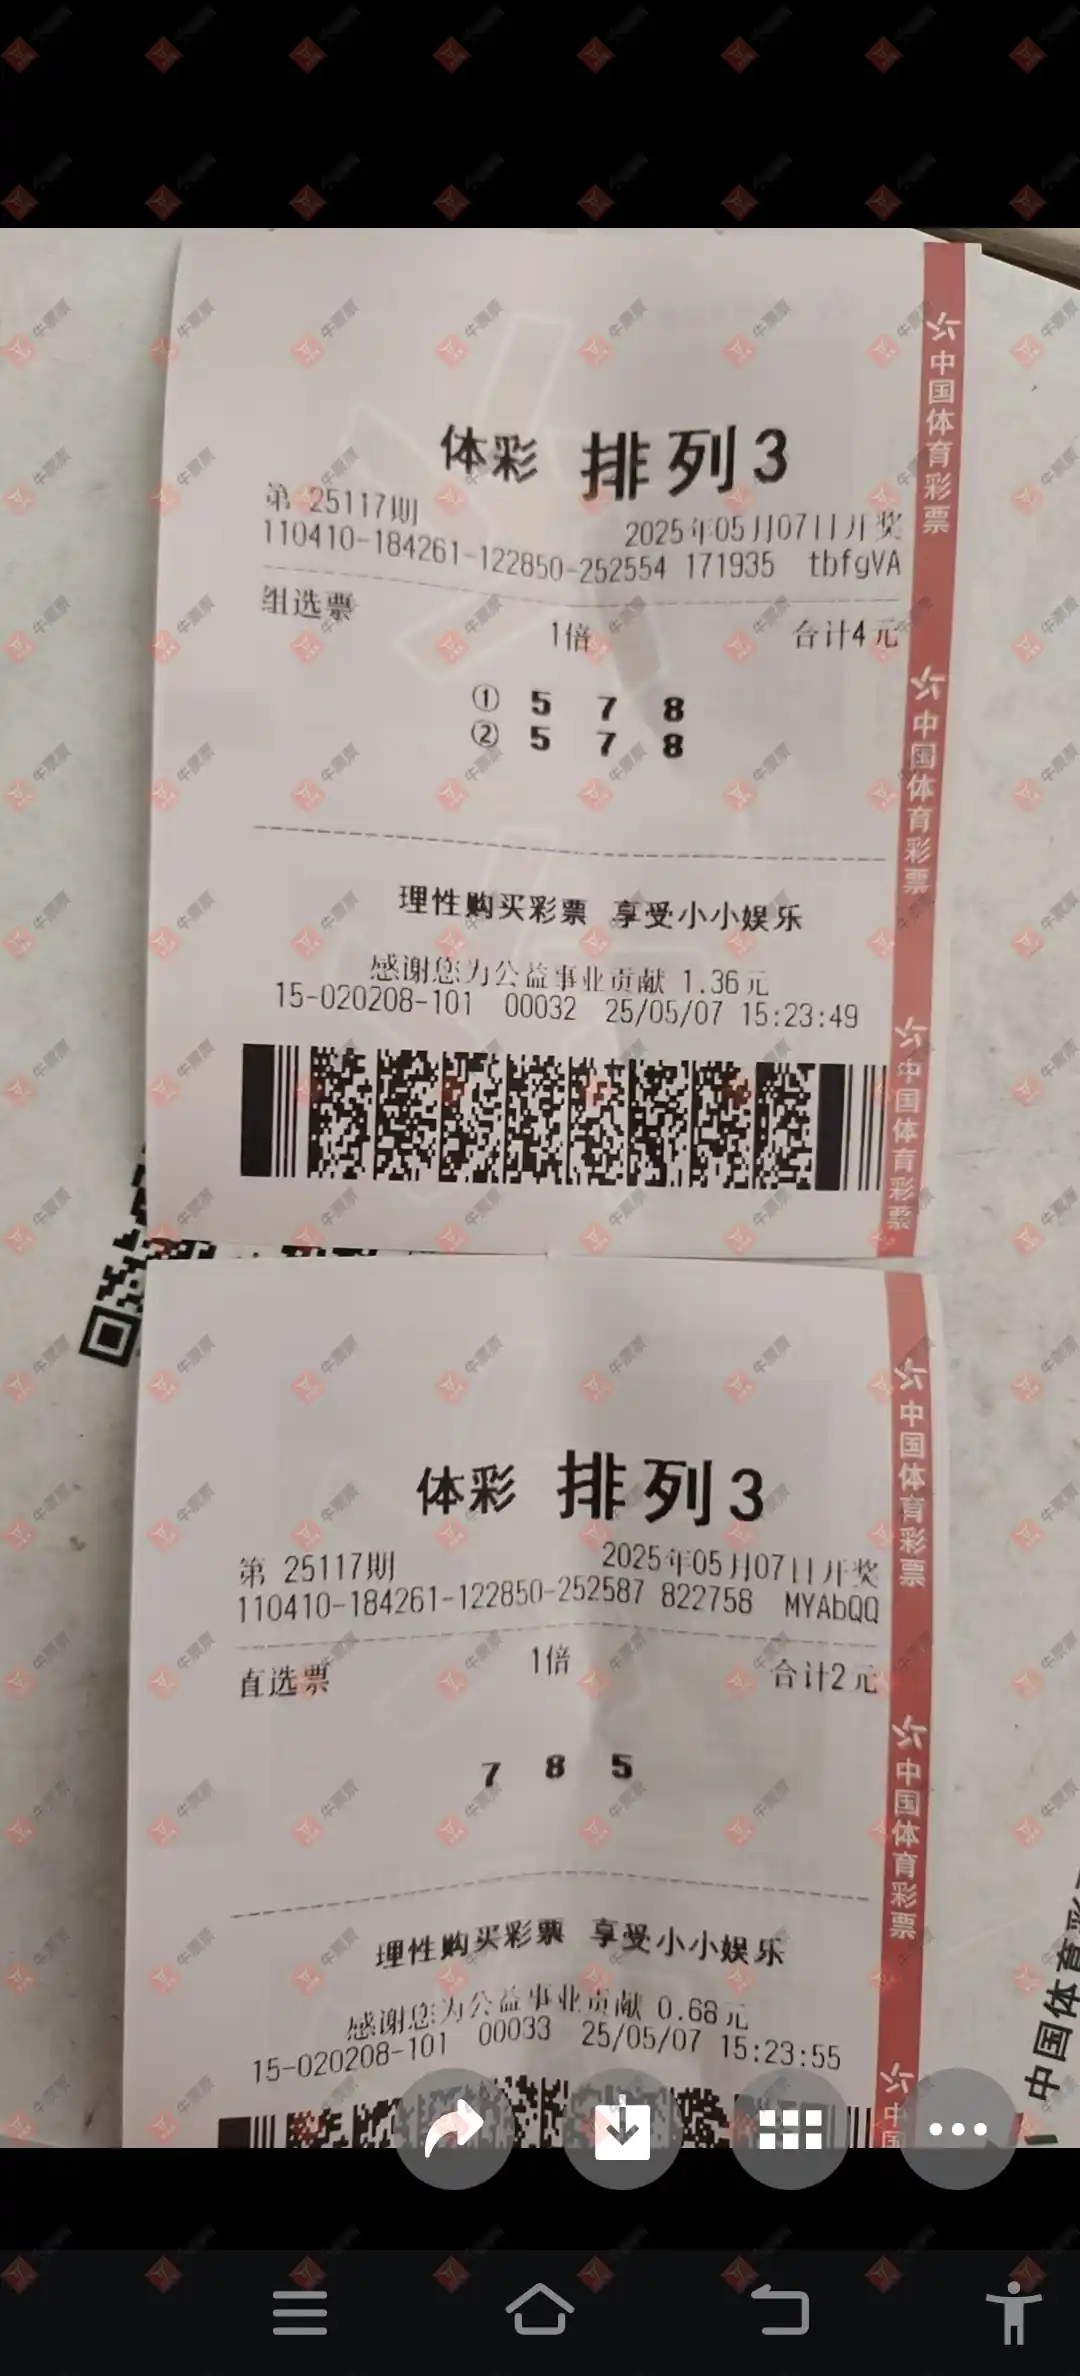 体彩 排列3
第 25117期
2025年05月07日开奖
110410-184261-122850-252554 171935 tbfgVA
组选票
1倍
合计4元
① 5 7 8
② 5 7 8
理性购买彩票 享受小小娱乐
感谢您为公益事业贡献 1.36元
15-020208-101 00032 25/05/07 15:23:49
中国体育彩票
中国体育彩票
中国体育彩票
体彩 排列3
第 25117期
2025年05月07日开奖
110410-184261-122850-252587 822758 MYAbQQ
直选票
1倍
合计2元
7 8 5
理性购买彩票 享受小小娱乐
感谢您为公益事业贡献 0.68元
15-020208-101 00033 25/05/07 15:23:55
中国体育彩票
中国体育彩票
中国
中国体育彩